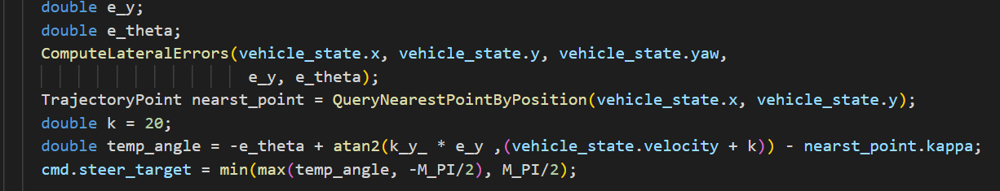 double e_y;
double e_theta;
ComputeLateralErrors(vehicle_state.x, vehicle_state.y, vehicle_state.yaw,
e_y, e_theta);
TrajectoryPoint nearst_point = QueryNearestPointByPosition(vehicle_state.x, vehicle_state.y);
double k = 20;
double temp_angle = -e_theta + atan2(k_y_ * e_y ,(vehicle_state.velocity + k)) - nearst_point.kappa;
cmd.steer_target = min(max(temp_angle, -M_PI/2), M_PI/2);